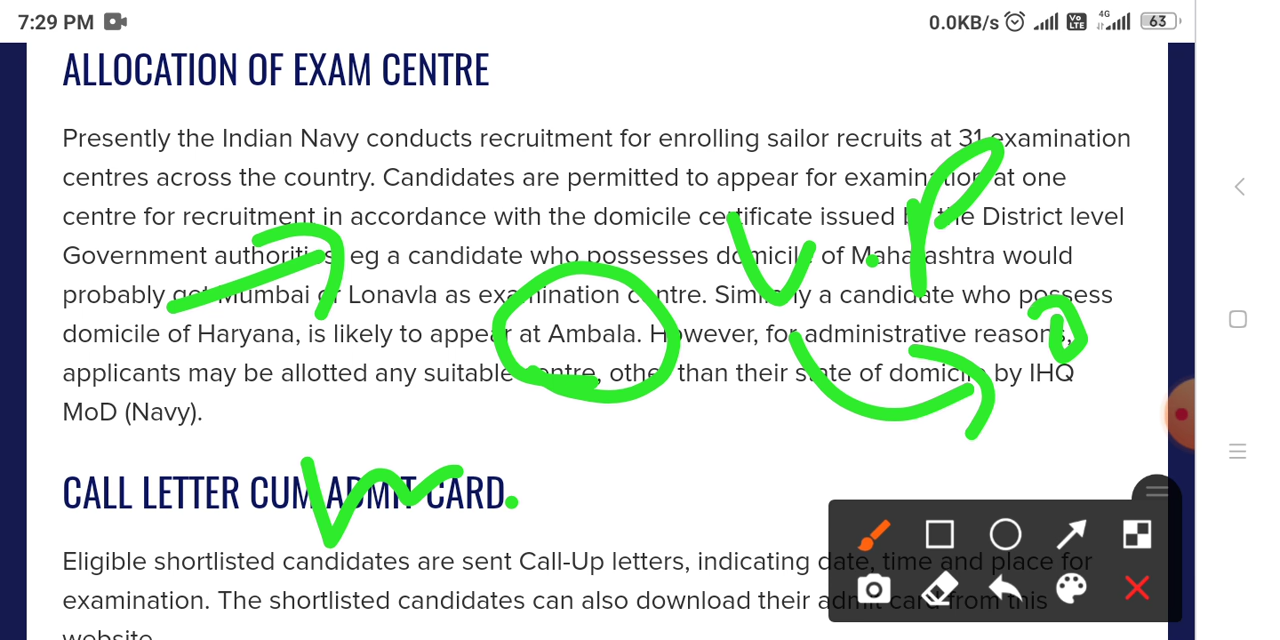 7:29 PM 0.0KB/s Vo LTE 4G 63
ALLOCATION OF EXAM CENTRE
Presently the Indian Navy conducts recruitment for enrolling sailor recruits at 31 examination
centres across the country. Candidates are permitted to appear for examination at one
centre for recruitment in accordance with the domicile certificate issued by the District level
Government authorities, eg a candidate who possesses domicile of Maharashtra would
probably get Mumbai or Lonavla as examination centre. Similarly a candidate who possess
domicile of Haryana, is likely to appear at Ambala. However, for administrative reasons,
applicants may be allotted any suitable centre, other than their state of domicile by IHQ
MoD (Navy).
U.P
CALL LETTER CUM ADMIT CARD
Eligible shortlisted candidates are sent Call-Up letters, indicating date, time and place for
examination. The shortlisted candidates can also download their admit card from this
website.